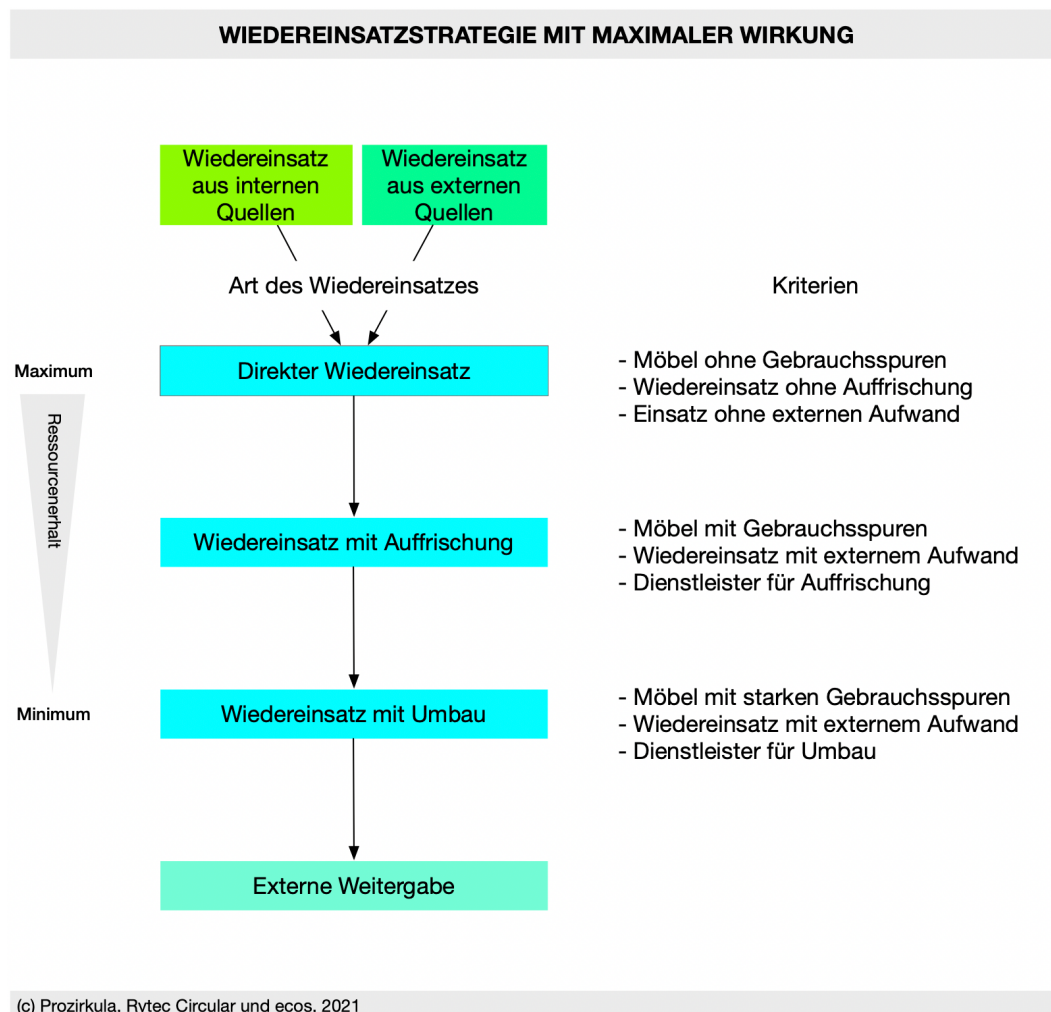 WIEDEREINSATZSTRATEGIE MIT MAXIMALER WIRKUNG
Wiedereinsatz
aus internen
Quellen
Wiedereinsatz
aus externen
Quellen
Art des Wiedereinsatzes
Kriterien
Maximum
Ressourcenerhalt
Minimum
Direkter Wiedereinsatz
- Möbel ohne Gebrauchsspuren
- Wiedereinsatz ohne Auffrischung
- Einsatz ohne externen Aufwand
Wiedereinsatz mit Auffrischung
- Möbel mit Gebrauchsspuren
- Wiedereinsatz mit externem Aufwand
- Dienstleister für Auffrischung
Wiedereinsatz mit Umbau
- Möbel mit starken Gebrauchsspuren
- Wiedereinsatz mit externem Aufwand
- Dienstleister für Umbau
Externe Weitergabe
(c) Prozirkula, Rytec Circular und ecos, 2021